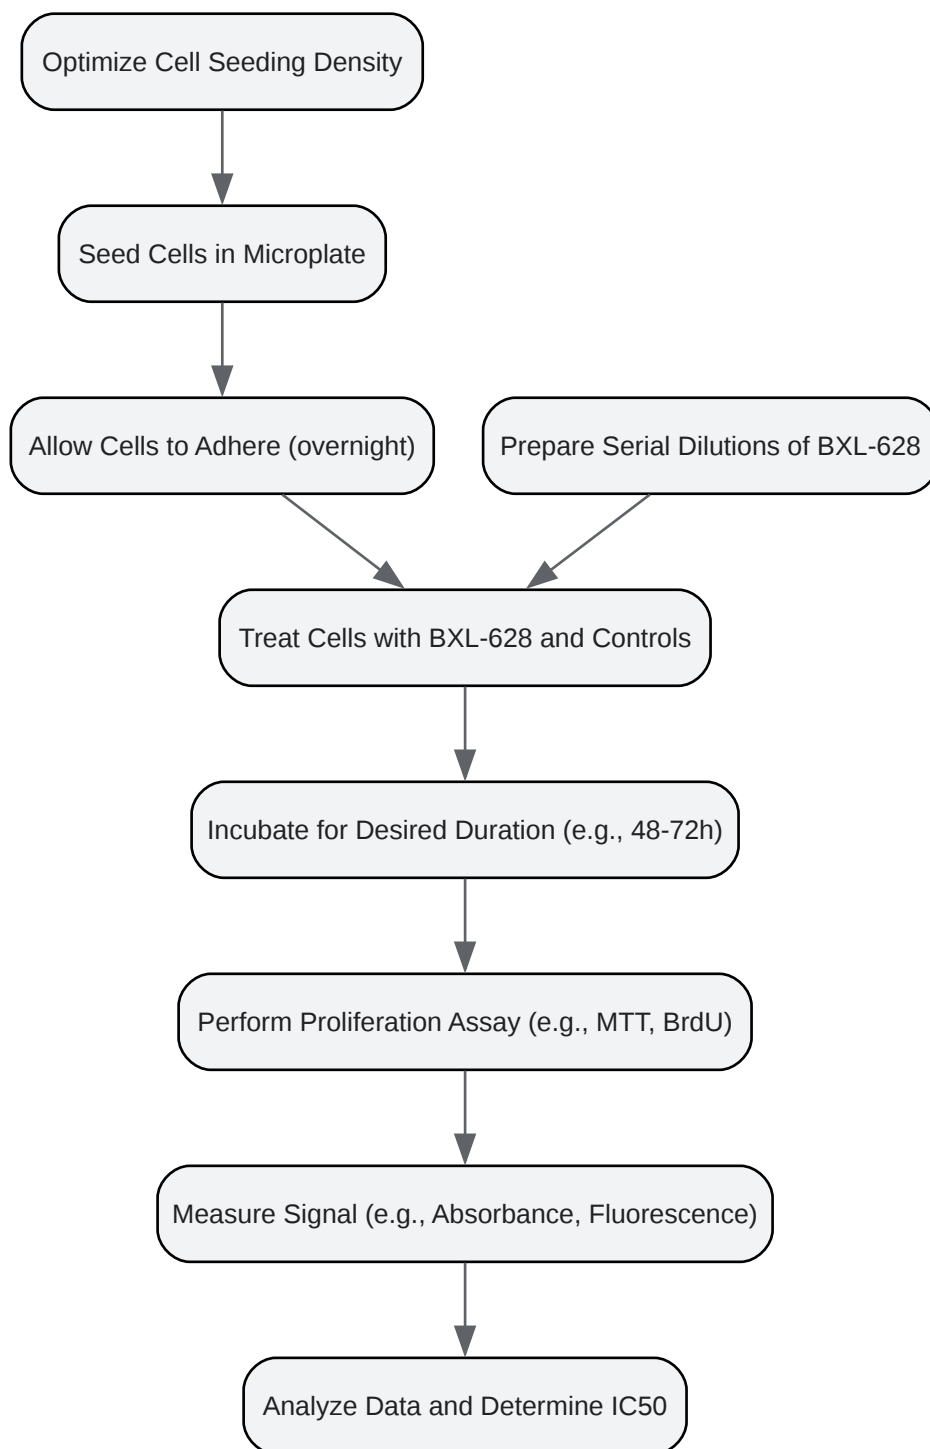 Optimize Cell Seeding Density
Seed Cells in Microplate
Allow Cells to Adhere (overnight)
Prepare Serial Dilutions of BXL-628
Treat Cells with BXL-628 and Controls
Incubate for Desired Duration (e.g., 48-72h)
Perform Proliferation Assay (e.g., MTT, BrdU)
Measure Signal (e.g., Absorbance, Fluorescence)
Analyze Data and Determine IC50